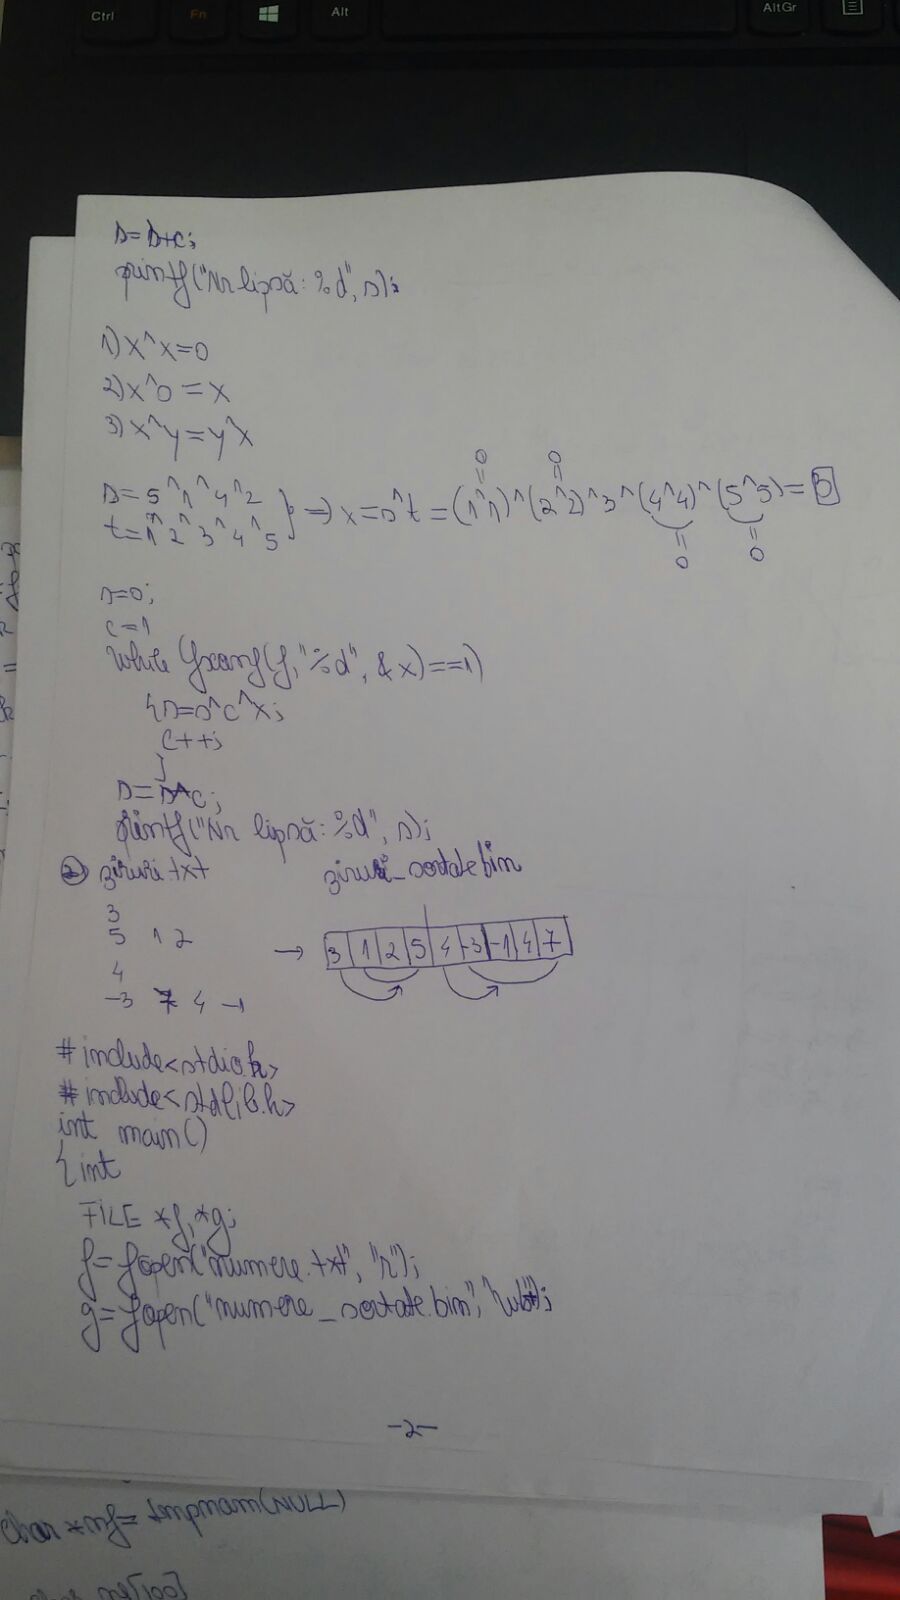 Ctrl Fn Alt AltGr
s=s+c;
printf("Nr lipsă: %d", s);
1) x^x=0
2) x^0=x
3) x^y=y^x
s=5^1^4^2
t=1^2^3^4^5 } => x=s^t=(1^1)^(2^2)^3^(4^4)^(5^5)=3
0 0
0 0
s=0;
c=1
while (fscanf(f,"%d", &x)==1)
{s=s^c^x;
c++;
}
s=s^c;
printf("Nr lipsă: %d", s);
② siruri.txt siruri_sortate.bin
3
5 1 2
4
-3 7 4 -1
→ 3 1 2 5 4 -3 -1 4 7
#include<stdio.h>
#include<stdlib.h>
int main()
{int
FILE *f,*g;
f=fopen("numere.txt", "r");
g=fopen("numere_sortate.bin", "wb");
-2-
char *nf= tmpnam(NULL)